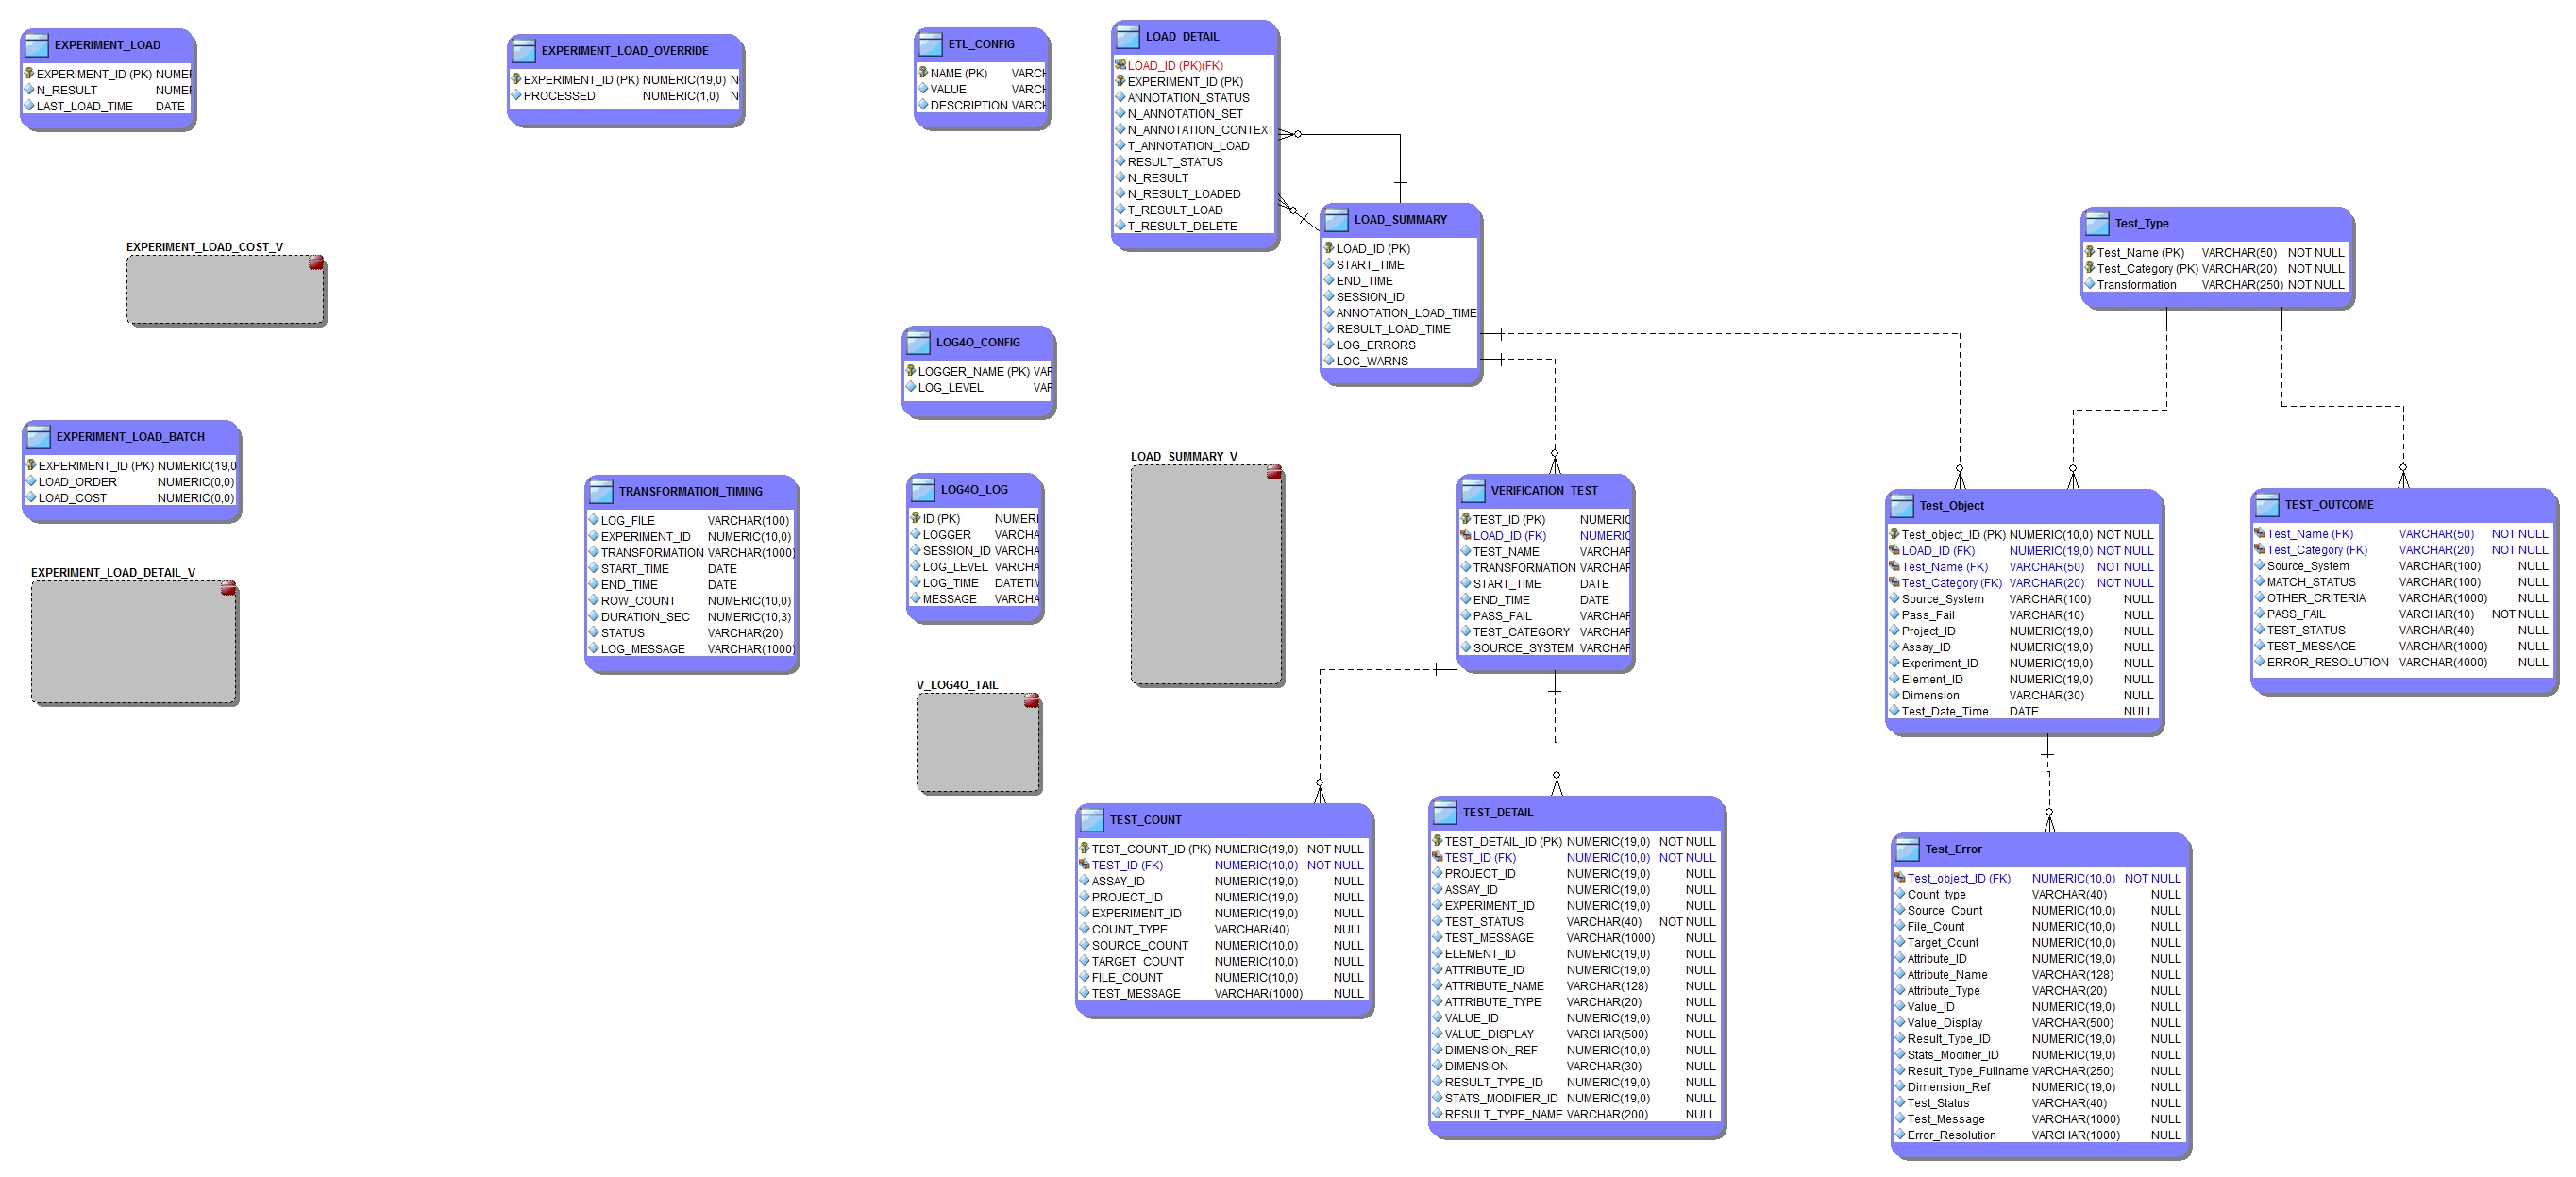 EXPERIMENT_LOAD
EXPERIMENT_ID (PK) NUME
N_RESULT NUME
LAST_LOAD_TIME DATE
EXPERIMENT_LOAD_OVERRIDE
EXPERIMENT_ID (PK) NUMERIC(19,0) N
PROCESSED NUMERIC(1,0) N
ETL_CONFIG
NAME (PK) VARCH
VALUE VARCH
DESCRIPTION VARCH
LOAD_DETAIL
LOAD_ID (PK)(FK)
EXPERIMENT_ID (PK)
ANNOTATION_STATUS
N_ANNOTATION_SET
N_ANNOTATION_CONTEXT
T_ANNOTATION_LOAD
RESULT_STATUS
N_RESULT
N_RESULT_LOADED
T_RESULT_LOAD
T_RESULT_DELETE
LOAD_SUMMARY
LOAD_ID (PK)
START_TIME
END_TIME
SESSION_ID
ANNOTATION_LOAD_TIME
RESULT_LOAD_TIME
LOG_ERRORS
LOG_WARNS
Test_Type
Test_Name (PK) VARCHAR(50) NOT NULL
Test_Category (PK) VARCHAR(20) NOT NULL
Transformation VARCHAR(250) NOT NULL
EXPERIMENT_LOAD_COST_V
LOG4O_CONFIG
LOGGER_NAME (PK) VAR
LOG_LEVEL VAR
EXPERIMENT_LOAD_BATCH
EXPERIMENT_ID (PK) NUMERIC(19,0
LOAD_ORDER NUMERIC(0,0)
LOAD_COST NUMERIC(0,0)
EXPERIMENT_LOAD_DETAIL_V
TRANSFORMATION_TIMING
LOG_FILE VARCHAR(100)
EXPERIMENT_ID NUMERIC(10,0)
TRANSFORMATION VARCHAR(1000)
START_TIME DATE
END_TIME DATE
ROW_COUNT NUMERIC(10,0)
DURATION_SEC NUMERIC(10,3)
STATUS VARCHAR(20)
LOG_MESSAGE VARCHAR(1000)
LOG4O_LOG
ID (PK) NUMERI
LOGGER VARCHA
SESSION_ID VARCHA
LOG_LEVEL VARCHA
LOG_TIME DATETIM
MESSAGE VARCHA
V_LOG4O_TAIL
LOAD_SUMMARY_V
VERIFICATION_TEST
TEST_ID (PK) NUMERIC
LOAD_ID (FK) NUMERIC
TEST_NAME VARCHAR
TRANSFORMATION VARCHAR
START_TIME DATE
END_TIME DATE
PASS_FAIL VARCHAR
TEST_CATEGORY VARCHAR
SOURCE_SYSTEM VARCHAR
Test_Object
Test_object_ID (PK) NUMERIC(10,0) NOT NULL
LOAD_ID (FK) NUMERIC(19,0) NOT NULL
Test_Name (FK) VARCHAR(50) NOT NULL
Test_Category (FK) VARCHAR(20) NOT NULL
Source_System VARCHAR(100) NULL
Pass_Fail VARCHAR(10) NULL
Project_ID NUMERIC(19,0) NULL
Assay_ID NUMERIC(19,0) NULL
Experiment_ID NUMERIC(19,0) NULL
Element_ID NUMERIC(19,0) NULL
Dimension VARCHAR(30) NULL
Test_Date_Time DATE NULL
TEST_OUTCOME
Test_Name (FK) VARCHAR(50) NOT NULL
Test_Category (FK) VARCHAR(20) NOT NULL
Source_System VARCHAR(100) NULL
MATCH_STATUS VARCHAR(100) NULL
OTHER_CRITERIA VARCHAR(1000) NULL
PASS_FAIL VARCHAR(10) NOT NULL
TEST_STATUS VARCHAR(40) NULL
TEST_MESSAGE VARCHAR(1000) NULL
ERROR_RESOLUTION VARCHAR(4000) NULL
TEST_COUNT
TEST_COUNT_ID (PK) NUMERIC(19,0) NOT NULL
TEST_ID (FK) NUMERIC(10,0) NOT NULL
ASSAY_ID NUMERIC(19,0) NULL
PROJECT_ID NUMERIC(19,0) NULL
EXPERIMENT_ID NUMERIC(19,0) NULL
COUNT_TYPE VARCHAR(40) NULL
SOURCE_COUNT NUMERIC(10,0) NULL
TARGET_COUNT NUMERIC(10,0) NULL
FILE_COUNT NUMERIC(10,0) NULL
TEST_MESSAGE VARCHAR(1000) NULL
TEST_DETAIL
TEST_DETAIL_ID (PK) NUMERIC(19,0) NOT NULL
TEST_ID (FK) NUMERIC(10,0) NOT NULL
PROJECT_ID NUMERIC(19,0) NULL
ASSAY_ID NUMERIC(19,0) NULL
EXPERIMENT_ID NUMERIC(19,0) NULL
TEST_STATUS VARCHAR(40) NOT NULL
TEST_MESSAGE VARCHAR(1000) NULL
ELEMENT_ID NUMERIC(19,0) NULL
ATTRIBUTE_ID NUMERIC(19,0) NULL
ATTRIBUTE_NAME VARCHAR(128) NULL
ATTRIBUTE_TYPE VARCHAR(20) NULL
VALUE_ID NUMERIC(19,0) NULL
VALUE_DISPLAY VARCHAR(500) NULL
DIMENSION_REF NUMERIC(10,0) NULL
DIMENSION VARCHAR(30) NULL
RESULT_TYPE_ID NUMERIC(19,0) NULL
STATS_MODIFIER_ID NUMERIC(19,0) NULL
RESULT_TYPE_NAME VARCHAR(200) NULL
Test_Error
Test_object_ID (FK) NUMERIC(10,0) NOT NULL
Count_type VARCHAR(40) NULL
Source_Count NUMERIC(10,0) NULL
File_Count NUMERIC(10,0) NULL
Target_Count NUMERIC(10,0) NULL
Attribute_ID NUMERIC(19,0) NULL
Attribute_Name VARCHAR(128) NULL
Attribute_Type VARCHAR(20) NULL
Value_ID NUMERIC(19,0) NULL
Value_Display VARCHAR(500) NULL
Result_Type_ID NUMERIC(19,0) NULL
Stats_Modifier_ID NUMERIC(19,0) NULL
Result_Type_Fullname VARCHAR(250) NULL
Dimension_Ref NUMERIC(19,0) NULL
Test_Status VARCHAR(40) NULL
Test_Message VARCHAR(1000) NULL
Error_Resolution VARCHAR(1000) NULL